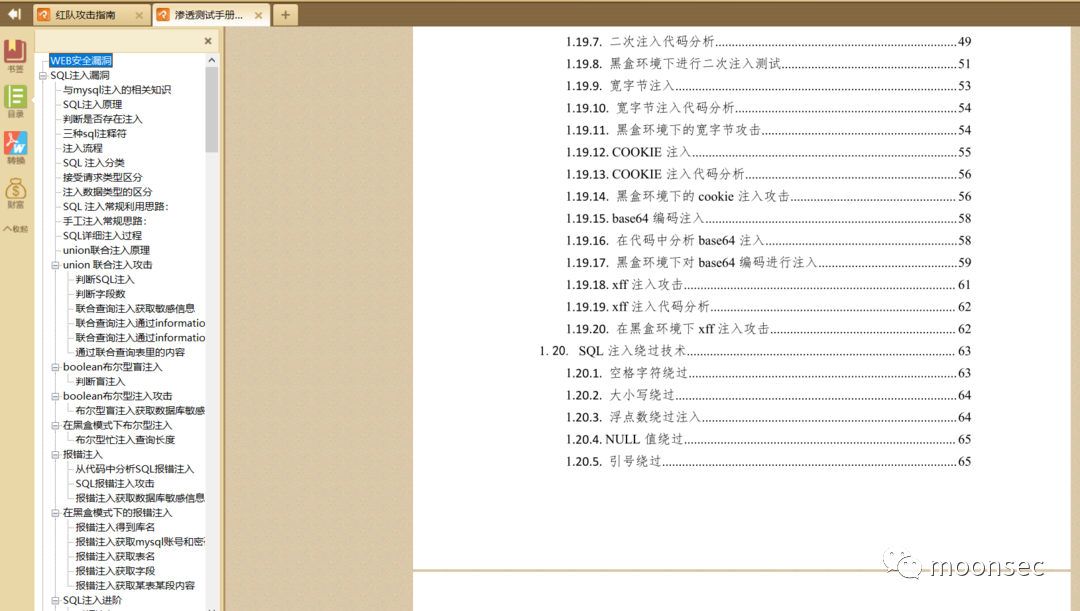 红队攻击指南
渗透测试手册...
书签
目录
转换
财富
收起
WEB安全漏洞
SQL注入漏洞
与mysql注入的相关知识
SQL注入原理
判断是否存在注入
三种sql注释符
注入流程
SQL 注入分类
接受请求类型区分
注入数据类型的区分
SQL 注入常规利用思路:
手工注入常规思路:
SQL详细注入过程
union联合注入原理
union 联合注入攻击
判断SQL注入
判断字段数
联合查询注入获取敏感信息
联合查询注入通过informatio
联合查询注入通过informatio
通过联合查询表里的内容
boolean布尔型盲注入
判断盲注入
boolean布尔型注入攻击
布尔型盲注入获取数据库敏感
在黑盒模式下布尔型注入
布尔型忙注入查询长度
报错注入
从代码中分析SQL报错注入
SQL报错注入攻击
报错注入获取数据库敏感信息
在黑盒模式下的报错注入
报错注入得到库名
报错注入获取mysql账号和密
报错注入获取表名
报错注入获取字段
报错注入获取某表某段内容
SQL注入进阶
1.19.7. 二次注入代码分析...49
1.19.8. 黑盒环境下进行二次注入测试...51
1.19.9. 宽字节注入...53
1.19.10. 宽字节注入代码分析...54
1.19.11. 黑盒环境下的宽字节攻击...54
1.19.12. COOKIE 注入...55
1.19.13. COOKIE 注入代码分析...56
1.19.14. 黑盒环境下的 cookie 注入攻击...56
1.19.15. base64 编码注入...58
1.19.16. 在代码中分析 base64 注入...58
1.19.17. 黑盒环境下对 base64 编码进行注入...59
1.19.18. xff 注入攻击...61
1.19.19. xff 注入代码分析...62
1.19.20. 在黑盒环境下 xff 注入攻击...62
1. 20. SQL 注入绕过技术...63
1.20.1. 空格字符绕过...63
1.20.2. 大小写绕过...64
1.20.3. 浮点数绕过注入...64
1.20.4. NULL 值绕过...65
1.20.5. 引号绕过...65
moonsec